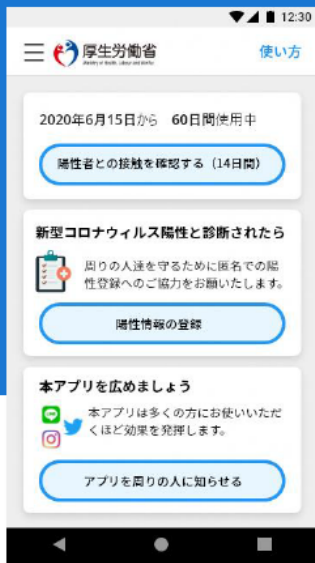 12:30
厚生労働省
Ministry of Health, Labour and Welfare
使い方
2020年6月15日から 60日間使用中
陽性者との接触を確認する（14日間）
新型コロナウィルス陽性と診断されたら
周りの人達を守るために匿名での陽
性登録へのご協力をお願いたします。
陽性情報の登録
本アプリを広めましょう
本アプリは多くの方にお使いいただ
くほど効果を発揮します。
アプリを周りの人に知らせる